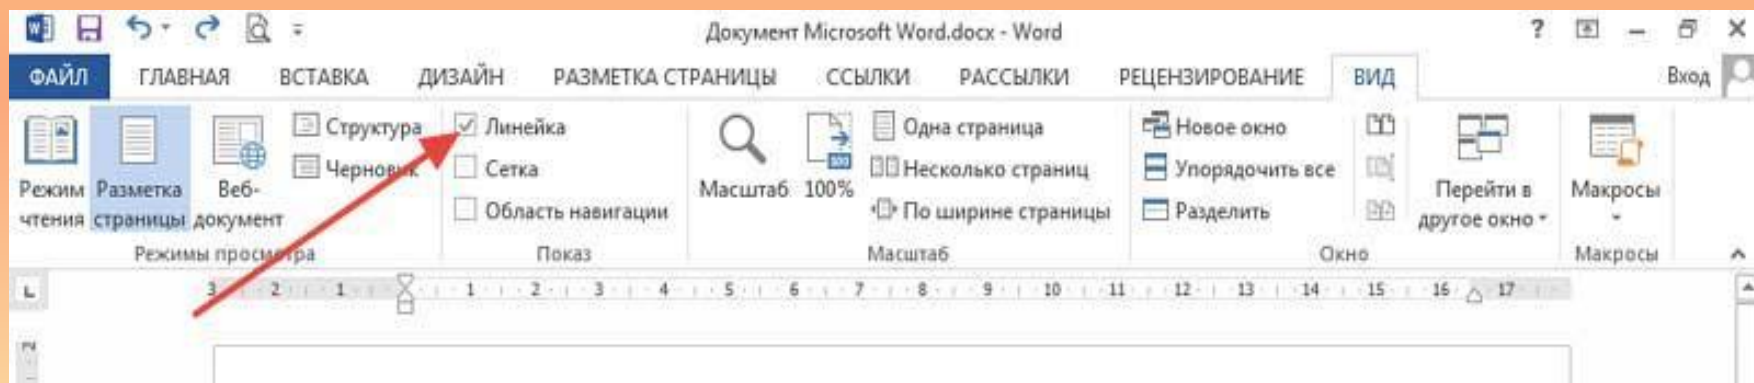 Документ Microsoft Word.docx - Word
ФАЙЛ ГЛАВНАЯ ВСТАВКА ДИЗАЙН РАЗМЕТКА СТРАНИЦЫ ССЫЛКИ РАССЫЛКИ РЕЦЕНЗИРОВАНИЕ ВИД Вход
Режим чтения
Разметка страницы
Веб-документ
Структура
Черновик
Режимы просмотра
Линейка
Сетка
Область навигации
Показ
Масштаб
100%
Одна страница
Несколько страниц
По ширине страницы
Масштаб
Новое окно
Упорядочить все
Разделить
Перейти в
другое окно
Окно
Макросы
Макросы
3 2 1 1 2 3 4 5 6 7 8 9 10 11 12 13 14 15 16 17
2